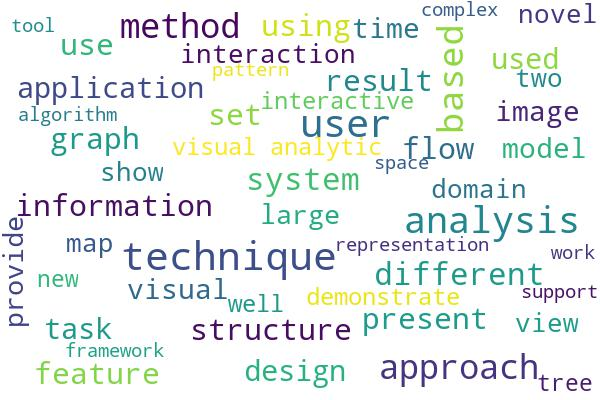 complex
novel
tool
method
using
time
use
interaction
based
used
pattern
result
two
application
interactive
algorithm
set
user
image
graph
visual analytic
flow
model
show
space
system
domain
information
large
analysis
provide
map
technique
representation
work
new
different
visual
demonstrate
support
well
task
structure
present
view
framework
feature
design
approach
tree